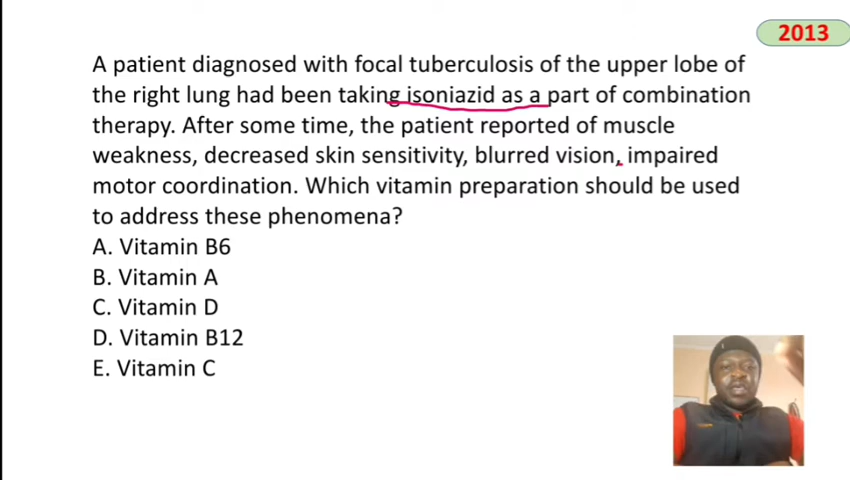 2013
A patient diagnosed with focal tuberculosis of the upper lobe of
the right lung had been taking isoniazid as a part of combination
therapy. After some time, the patient reported of muscle
weakness, decreased skin sensitivity, blurred vision, impaired
motor coordination. Which vitamin preparation should be used
to address these phenomena?
A. Vitamin B6
B. Vitamin A
C. Vitamin D
D. Vitamin B12
E. Vitamin C